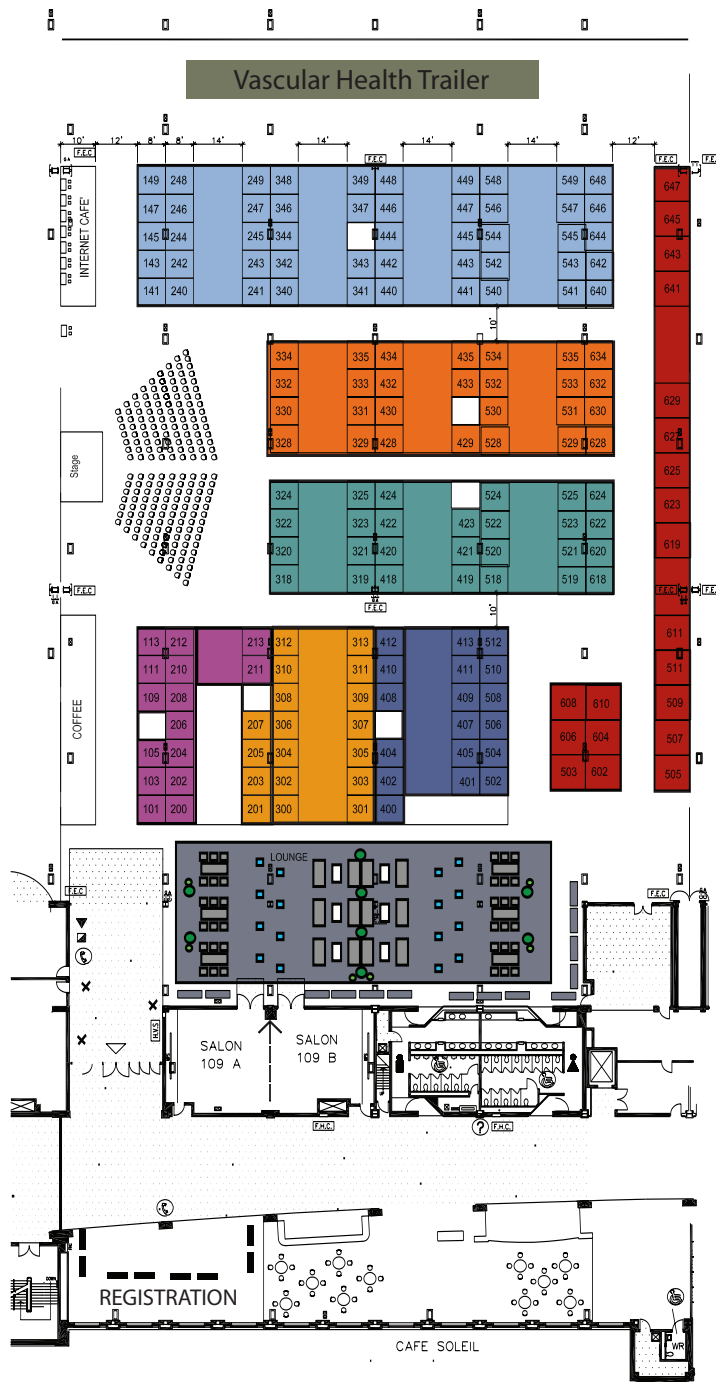 Vascular Health Trailer
10' 12' 8' 8' 14' 14' 14' 14' 12'
F.E.C F.E.C F.E.C F.E.C
INTERNET CAFE'
149 248 249 348 349 448 449 548 549 648 647
147 246 247 346 347 446 447 546 547 646 645
145 244 245 344 444 445 544 545 644 643
143 242 243 342 343 442 443 542 543 642
141 240 241 340 341 440 441 540 541 640 641
10'
334 335 434 435 534 535 634
332 333 432 433 532 533 632
330 331 430 530 531 630 629
328 329 428 429 528 529 628 627
Stage
625
324 325 424 524 525 624 623
322 323 422 423 522 523 622
320 321 420 421 520 521 620 619
318 319 418 419 518 519 618
F.E.C F.E.C F.E.C
10'
113 212 213 312 313 412 413 512 611
111 210 211 310 311 410 411 510 511
109 208 308 309 408 409 508 608 610 509
COFFEE
206 207 306 307 407 506 606 604 507
105 204 205 304 305 404 405 504
103 202 203 302 303 402 401 502 503 602 505
101 200 201 300 301 400
LOUNGE
F.E.C F.E.C
H.V.S
SALON
109 A
SALON
109 B
F.H.C. ? F.H.C.
DOWN
REGISTRATION
WR
CAFE SOLEIL